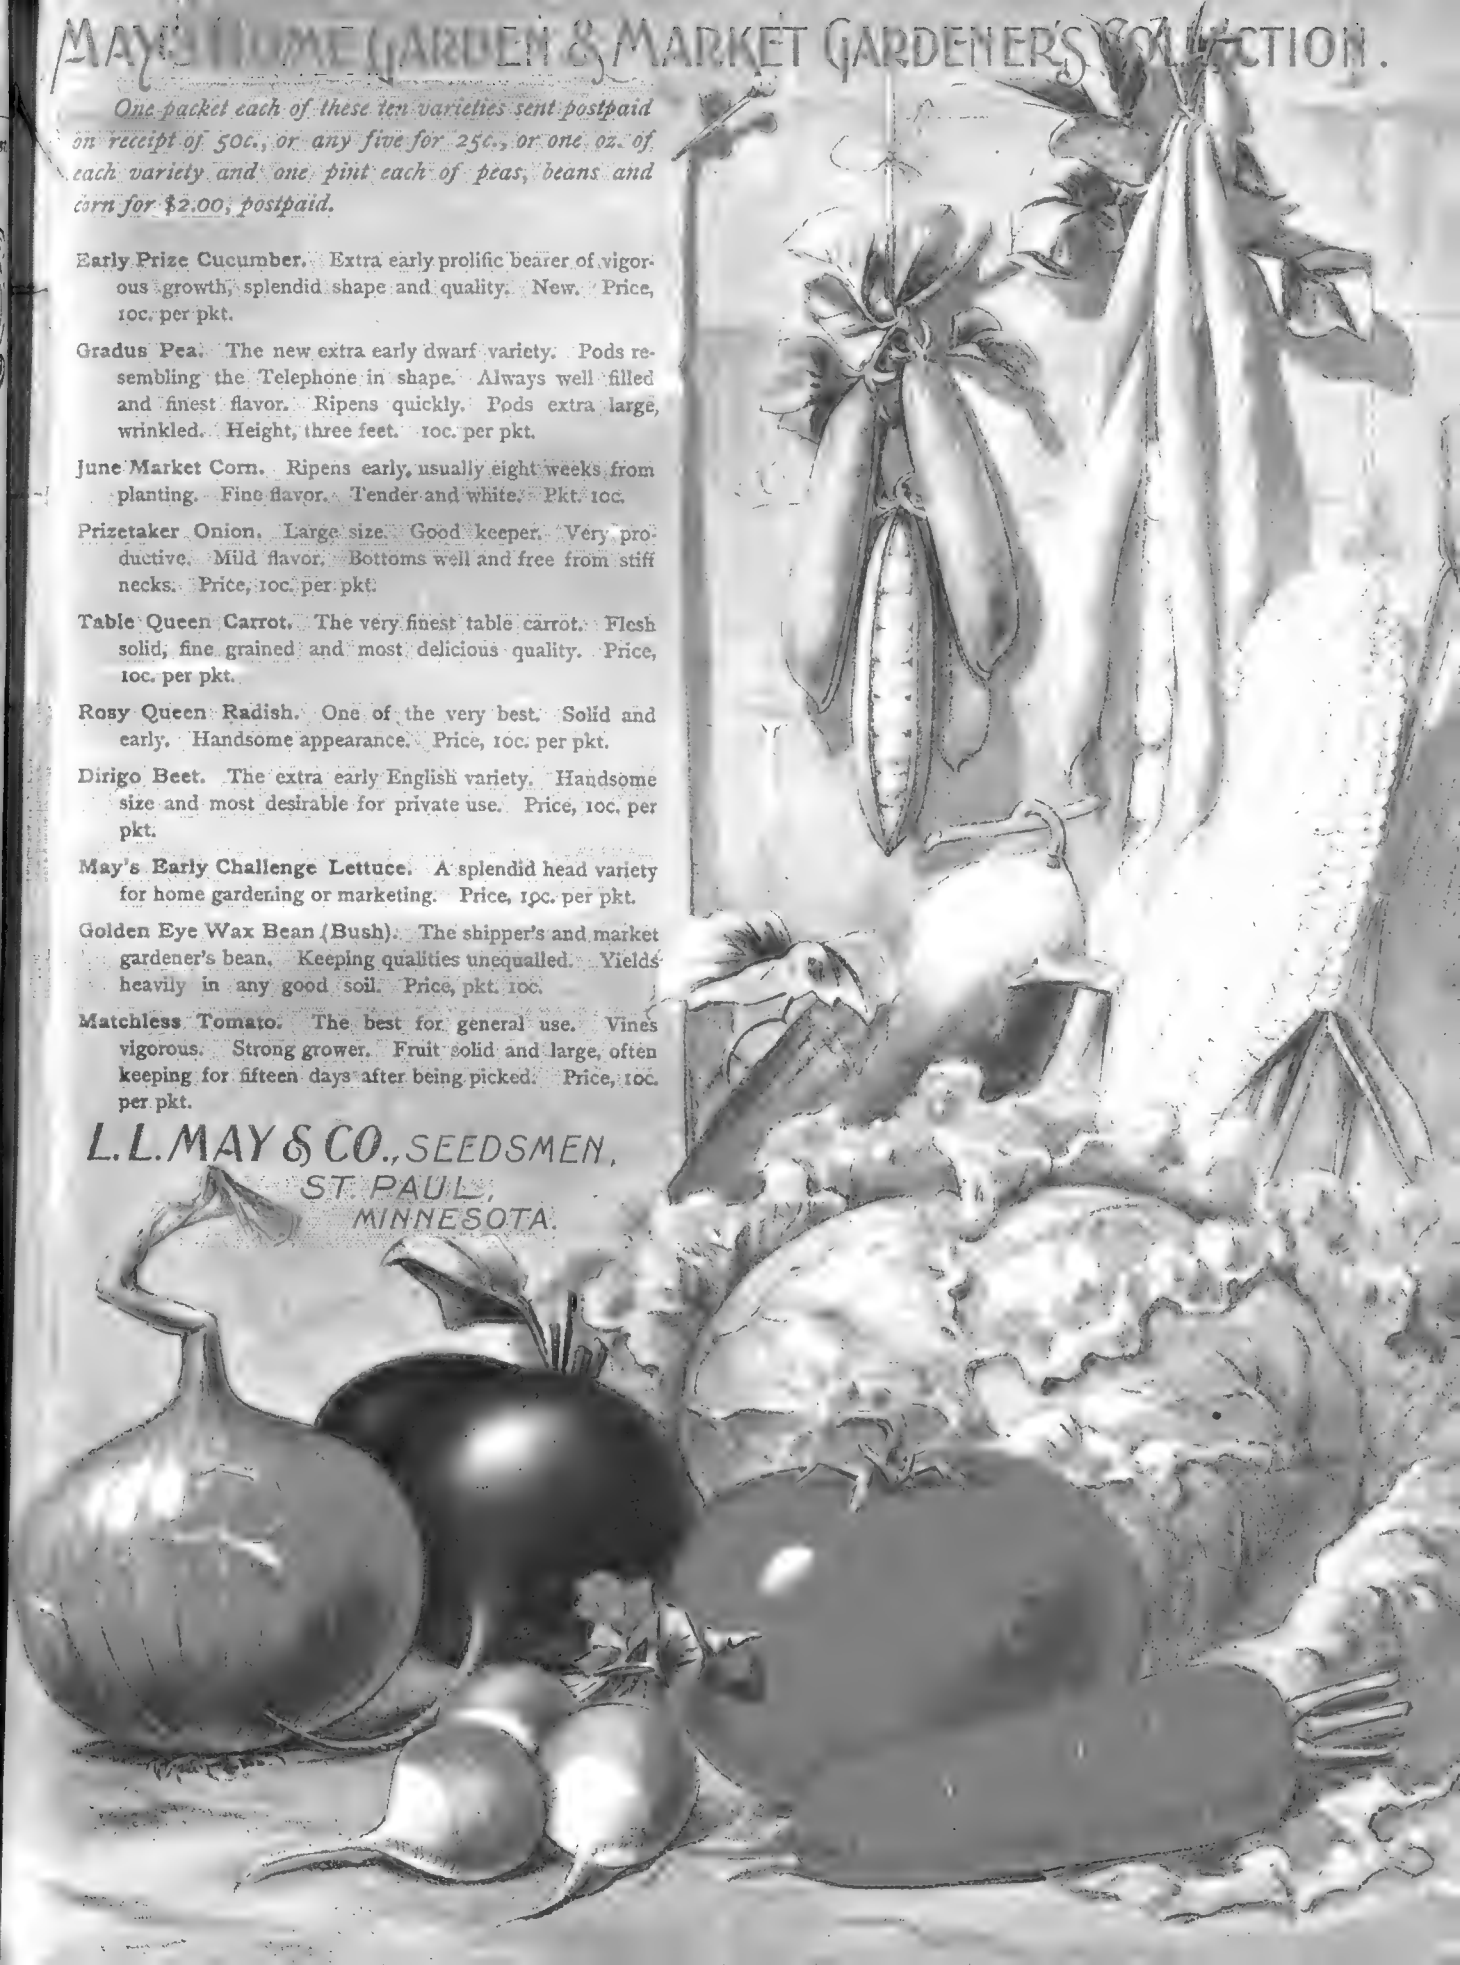 MAY'S HOME GARDEN & MARKET GARDENER'S COLLECTION.
One packet each of these ten varieties sent postpaid
on receipt of 50c., or any five for 25c., or one oz. of
each variety and one pint each of peas, beans and
corn for $2.00, postpaid.
Early Prize Cucumber. Extra early prolific bearer of vigor-
ous growth, splendid shape and quality. New. Price,
10c. per pkt.
Gradus Pea. The new extra early dwarf variety. Pods re-
sembling the Telephone in shape. Always well filled
and finest flavor. Ripens quickly. Pods extra large,
wrinkled. Height, three feet. 10c. per pkt.
June Market Corn. Ripens early, usually eight weeks from
planting. Fine flavor. Tender and white. Pkt. 10c.
Prizetaker Onion. Large size. Good keeper. Very pro-
ductive. Mild flavor. Bottoms well and free from stiff
necks. Price, 10c. per pkt.
Table Queen Carrot. The very finest table carrot. Flesh
solid, fine grained and most delicious quality. Price,
10c. per pkt.
Rosy Queen Radish. One of the very best. Solid and
early. Handsome appearance. Price, 10c. per pkt.
Dirigo Beet. The extra early English variety. Handsome
size and most desirable for private use. Price, 10c. per
pkt.
May's Early Challenge Lettuce. A splendid head variety
for home gardening or marketing. Price, 10c. per pkt.
Golden Eye Wax Bean (Bush). The shipper's and market
gardener's bean. Keeping qualities unequalled. Yields
heavily in any good soil. Price, pkt. 10c.
Matchless Tomato. The best for general use. Vines
vigorous. Strong grower. Fruit solid and large, often
keeping for fifteen days after being picked. Price, 10c.
per pkt.
L. L. MAY & CO., SEEDSMEN,
ST. PAUL,
MINNESOTA.